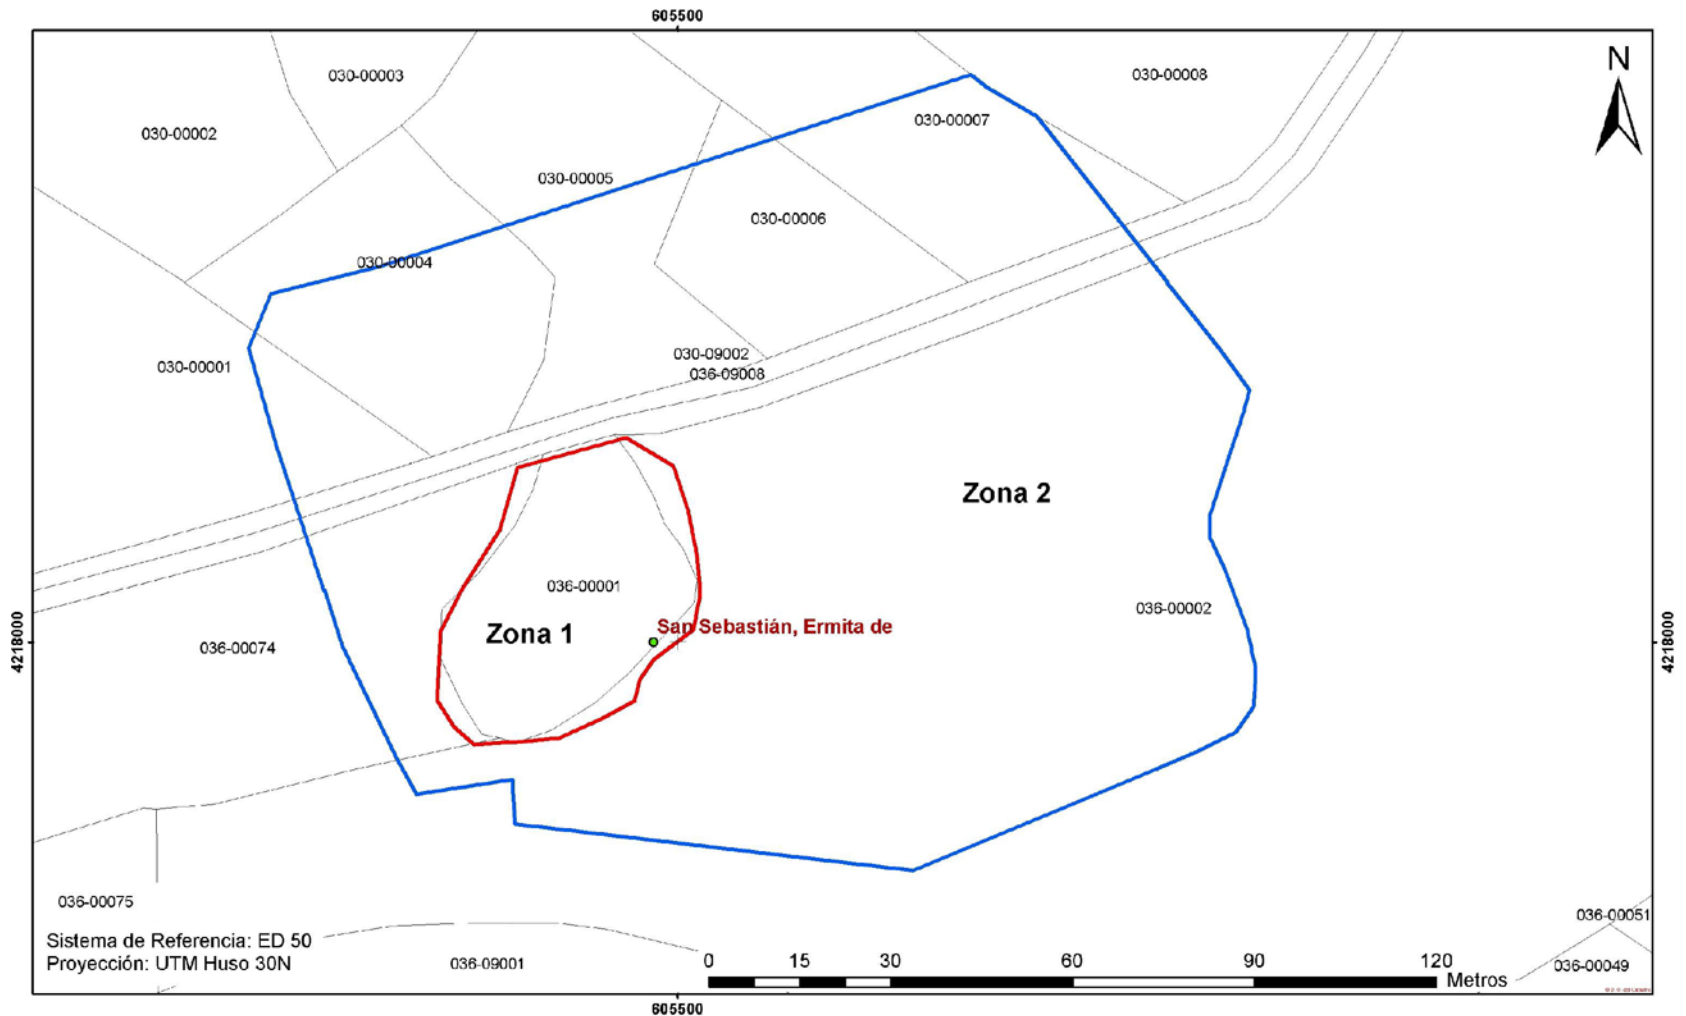 605500
030-00003
030-00008
N
030-00002
030-00007
030-00005
030-00006
030-00004
030-09002
030-00001
036-09008
Zona 2
036-00001
036-00002
San Sebastián, Ermita de
Zona 1
4218000
4218000
036-00074
036-00075
036-00051
Sistema de Referencia: ED 50
Proyección: UTM Huso 30N
036-09001
0 15 30 60 90 120
Metros
036-00049
605500